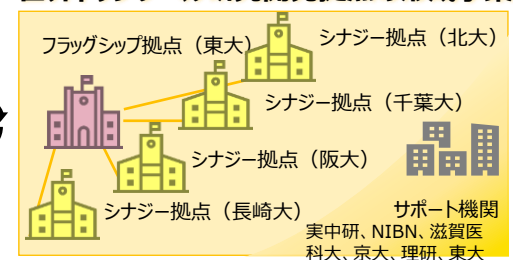 フラッグシップ拠点（東大）
シナジー拠点（北大）
シナジー拠点（千葉大）
シナジー拠点（阪大）
シナジー拠点（長崎大）
サポート機関
実中研、NIBN、滋賀医
科大、京大、理研、東大